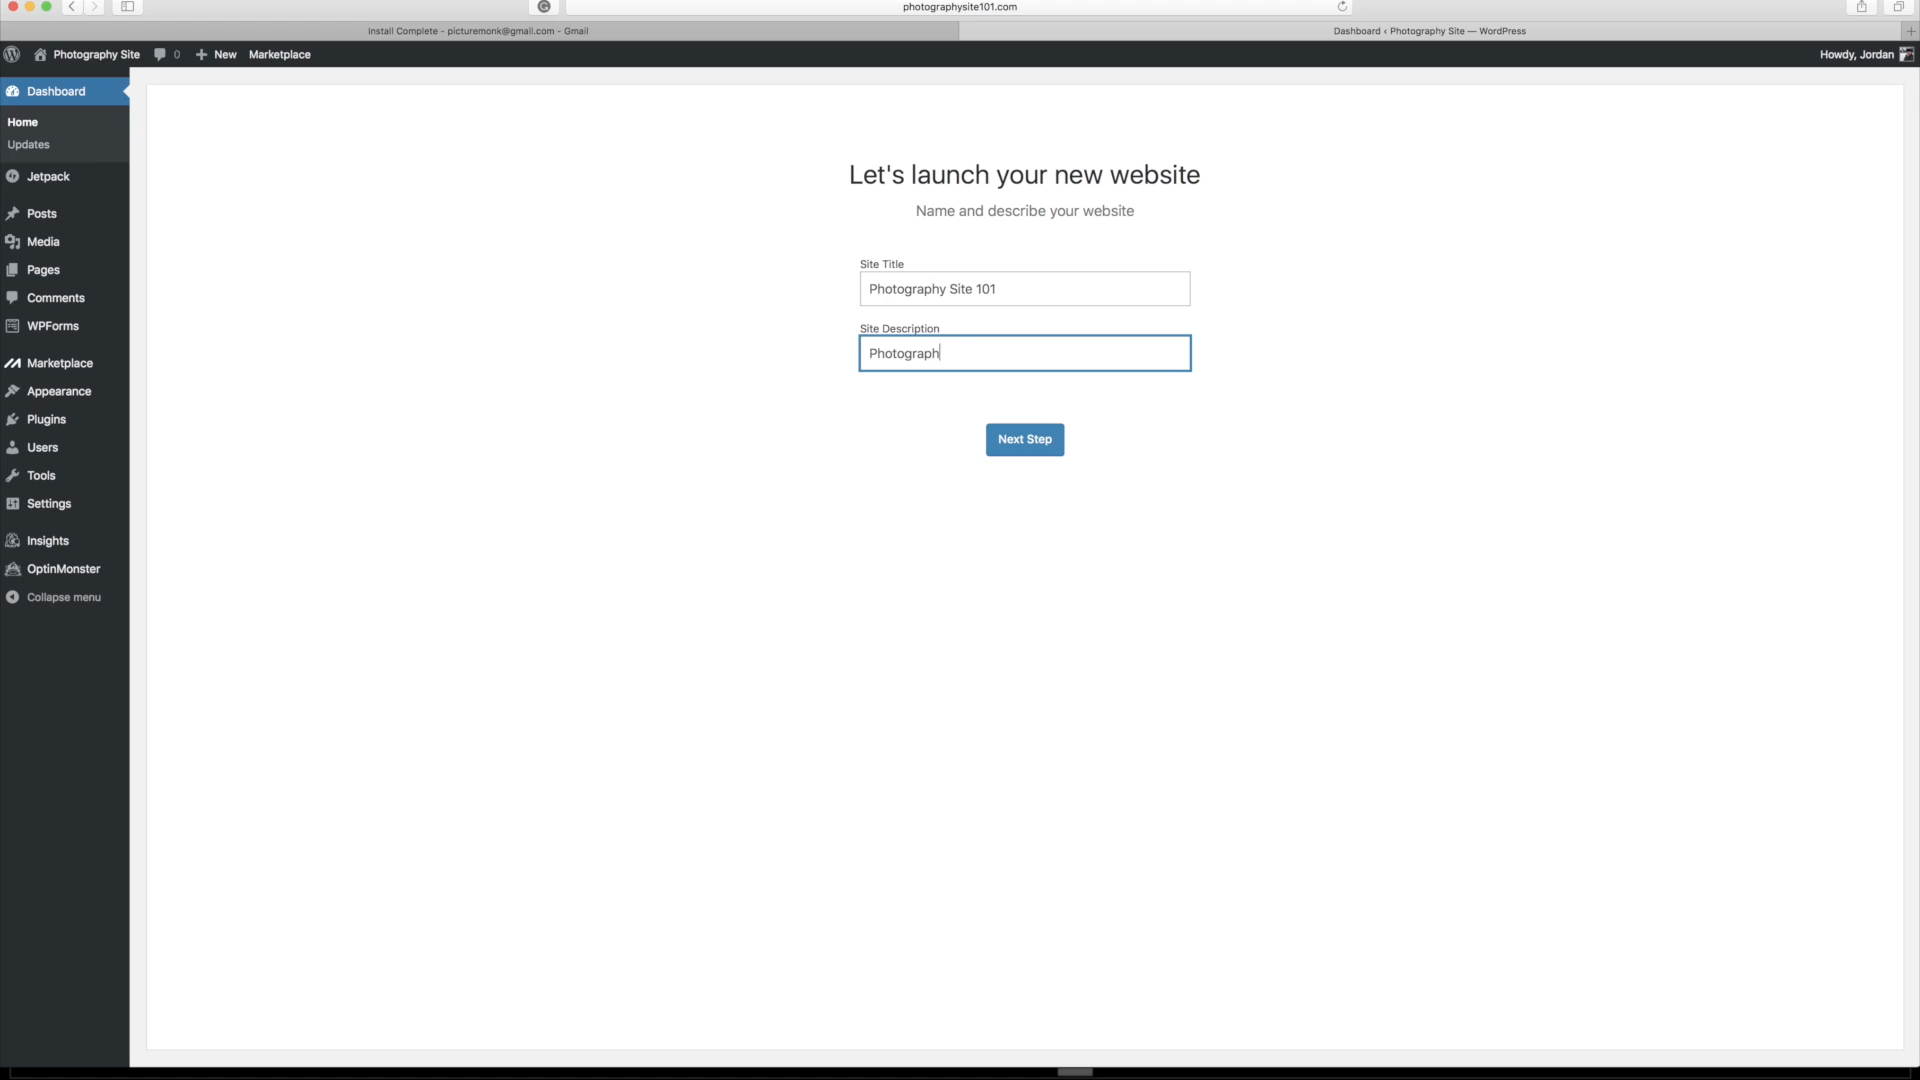 photographysite101.com
Install Complete - picturemonk@gmail.com - Gmail
Dashboard ‹ Photography Site — WordPress
Photography Site 0 New Marketplace
Howdy, Jordan
Dashboard
Home
Updates
Jetpack
Posts
Media
Pages
Comments
WPForms
Marketplace
Appearance
Plugins
Users
Tools
Settings
Insights
OptinMonster
Collapse menu
Let's launch your new website
Name and describe your website
Site Title
Photography Site 101
Site Description
Photograph
Next Step